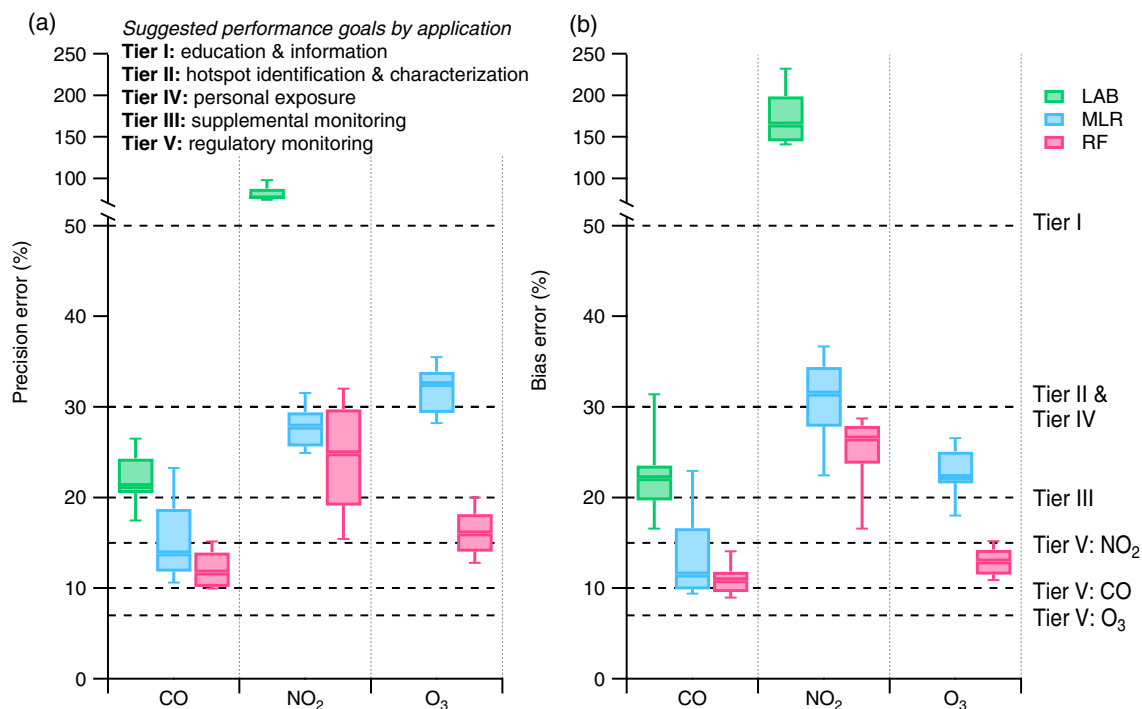 (a)
Suggested performance goals by application
Tier I: education & information
Tier II: hotspot identification & characterization
Tier IV: personal exposure
Tier III: supplemental monitoring
Tier V: regulatory monitoring
250
200
150
100
50
40
30
20
10
0
Precision error (%)
CO
NO₂
O₃
(b)
250
200
150
100
50
40
30
20
10
0
Bias error (%)
CO
NO₂
O₃
LAB
MLR
RF
Tier I
Tier II &
Tier IV
Tier III
Tier V: NO₂
Tier V: CO
Tier V: O₃